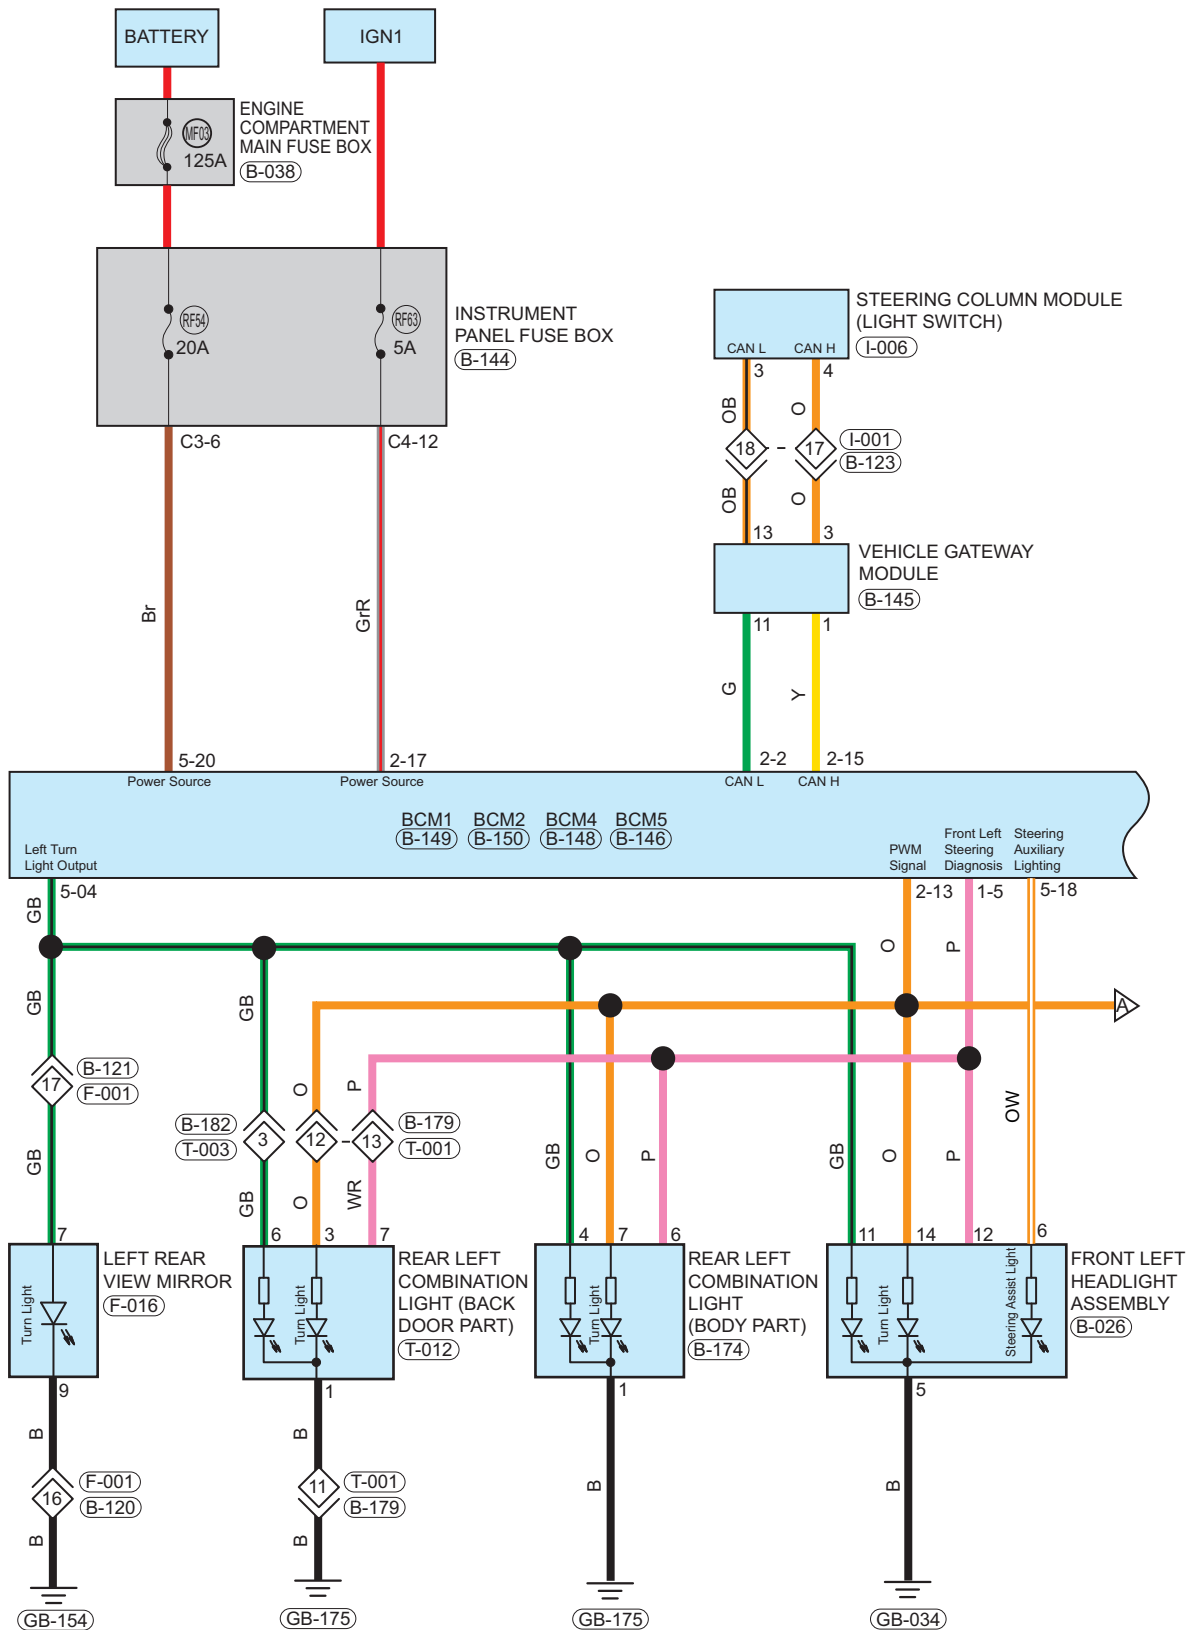 BATTERY
IGN1
ENGINE
COMPARTMENT
MAIN FUSE BOX
B-038
MF03
125A
RF54
20A
RF63
5A
INSTRUMENT
PANEL FUSE BOX
B-144
C3-6
C4-12
STEERING COLUMN MODULE
(LIGHT SWITCH)
I-006
CAN L
CAN H
3
4
OB
O
18
17
I-001
B-123
OB
O
13
3
VEHICLE GATEWAY
MODULE
B-145
11
1
Br
GrR
G
Y
5-20
2-17
2-2
2-15
Power Source
Power Source
CAN L
CAN H
BCM1
B-149
BCM2
B-150
BCM4
B-148
BCM5
B-146
Left Turn
Light Output
PWM
Signal
Front Left
Steering
Diagnosis
Steering
Auxiliary
Lighting
5-04
2-13
1-5
5-18
GB
O
P
GB
GB
A
17
B-121
F-001
O
P
OW
B-182
T-003
3
12
13
B-179
T-001
GB
GB
O
WR
GB
O
P
GB
O
P
7
6
3
7
4
7
6
11
14
12
6
Turn Light
LEFT REAR
VIEW MIRROR
F-016
Turn Light
REAR LEFT
COMBINATION
LIGHT (BACK
DOOR PART)
T-012
Turn Light
REAR LEFT
COMBINATION
LIGHT
(BODY PART)
B-174
Turn Light
Steering Assist Light
FRONT LEFT
HEADLIGHT
ASSEMBLY
B-026
9
1
1
5
B
B
B
B
16
F-001
B-120
11
T-001
B-179
B
B
GB-154
GB-175
GB-175
GB-034